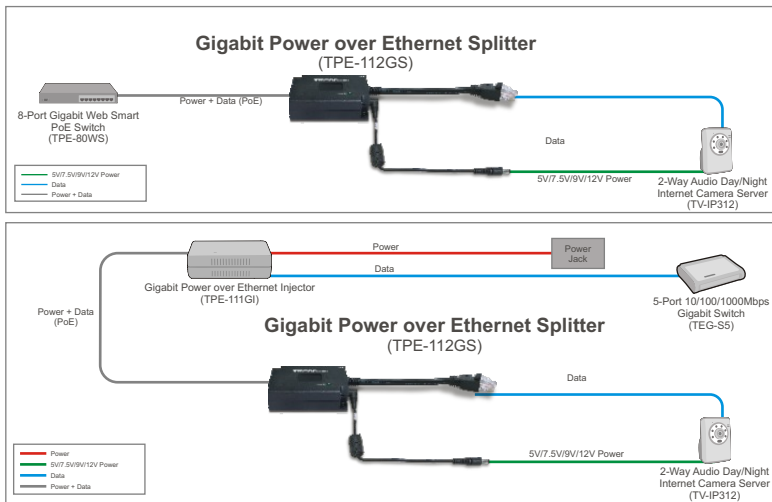 Gigabit Power over Ethernet Splitter
(TPE-112GS)
Power + Data (PoE)
8-Port Gigabit Web Smart
PoE Switch
(TPE-80WS)
Data
5V/7.5V/9V/12V Power
2-Way Audio Day/Night
Internet Camera Server
(TV-IP312)
5V/7.5V/9V/12V Power
Data
Power + Data
Power
Power
Jack
Data
Gigabit Power over Ethernet Injector
(TPE-111GI)
5-Port 10/100/1000Mbps
Gigabit Switch
(TEG-S5)
Power + Data
(PoE)
Gigabit Power over Ethernet Splitter
(TPE-112GS)
Data
5V/7.5V/9V/12V Power
2-Way Audio Day/Night
Internet Camera Server
(TV-IP312)
Power
5V/7.5V/9V/12V Power
Data
Power + Data